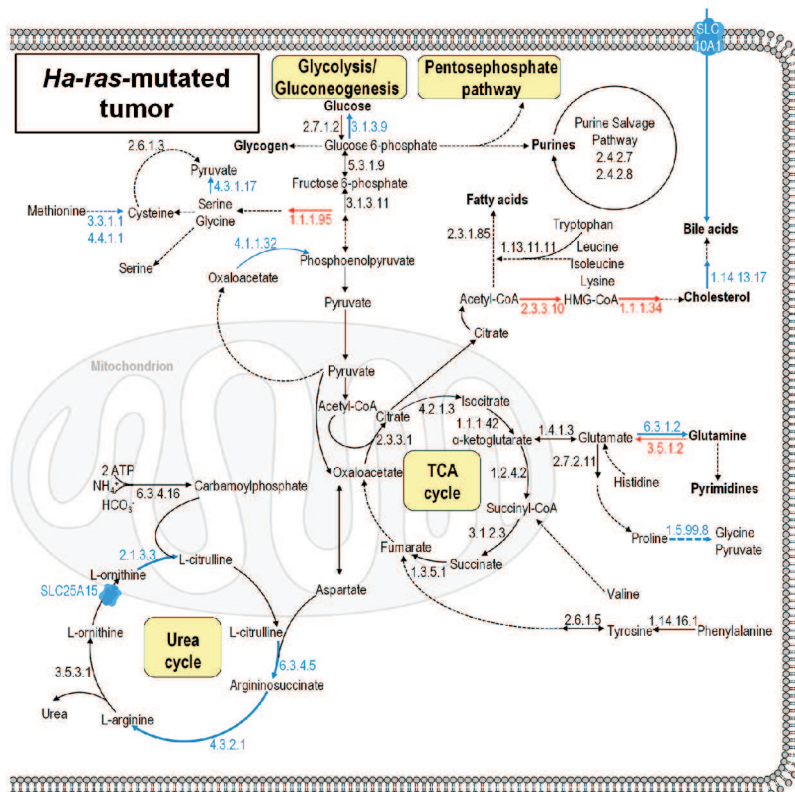 SLC
10A1
Ha-ras-mutated
tumor
Glycolysis/
Gluconeogenesis
Pentosephosphate
pathway
Glucose
2.7.1.2
3.1.3.9
Glycogen
Glucose 6-phosphate
Purines
Purine Salvage
Pathway
2.4.2.7
2.4.2.8
2.6.1.3
Pyruvate
4.3.1.17
5.3.1.9
Fructose 6-phosphate
3.1.3.11
Methionine
3.3.1.1
4.4.1.1
Cysteine
Serine
Glycine
1.1.1.95
Serine
Fatty acids
2.3.1.85
1.13.11.11
Tryptophan
Leucine
Isoleucine
Lysine
Bile acids
1.14.13.17
4.1.1.32
Oxaloacetate
Phosphoenolpyruvate
Pyruvate
Acetyl-CoA
2.3.3.10
HMG-CoA
1.1.1.34
Cholesterol
Citrate
Mitochondrion
Pyruvate
Acetyl-CoA
Citrate
2.3.3.1
4.2.1.3
Isocitrate
1.1.1.42
α-ketoglutarate
1.4.1.3
Glutamate
6.3.1.2
3.5.1.2
Glutamine
Oxaloacetate
TCA
cycle
1.2.4.2
2.7.2.11
Histidine
Pyrimidines
2 ATP
NH4+
HCO3-
6.3.4.16
Carbamoylphosphate
Succinyl-CoA
3.1.2.3
Fumarate
1.3.5.1
Succinate
Proline
1.5.99.8
Glycine
Pyruvate
2.1.3.3
L-citrulline
L-ornithine
SLC25A15
Aspartate
Valine
L-ornithine
Urea
cycle
L-citrulline
2.6.1.5
Tyrosine
1.14.16.1
Phenylalanine
6.3.4.5
3.5.3.1
Argininosuccinate
Urea
L-arginine
4.3.2.1